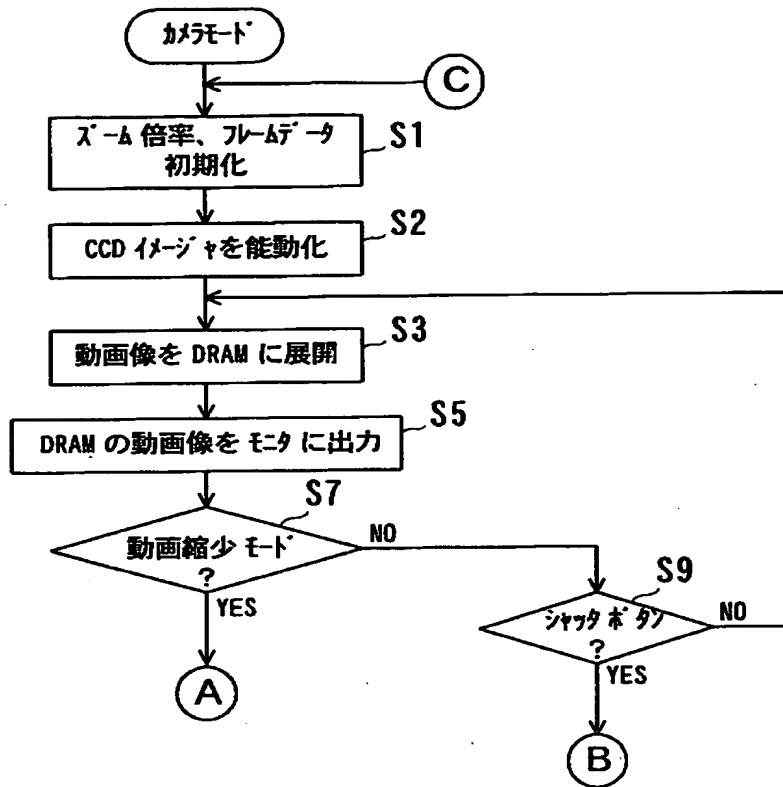 カメラモード
C
ズーム倍率、フレームデータ
初期化
S1
CCD イメージャを能動化
S2
動画像を DRAM に展開
S3
DRAM の動画像を モニタ に出力
S5
動画縮少 モード
?
S7
NO
YES
シャッタ ボタン
?
S9
NO
YES
A
B